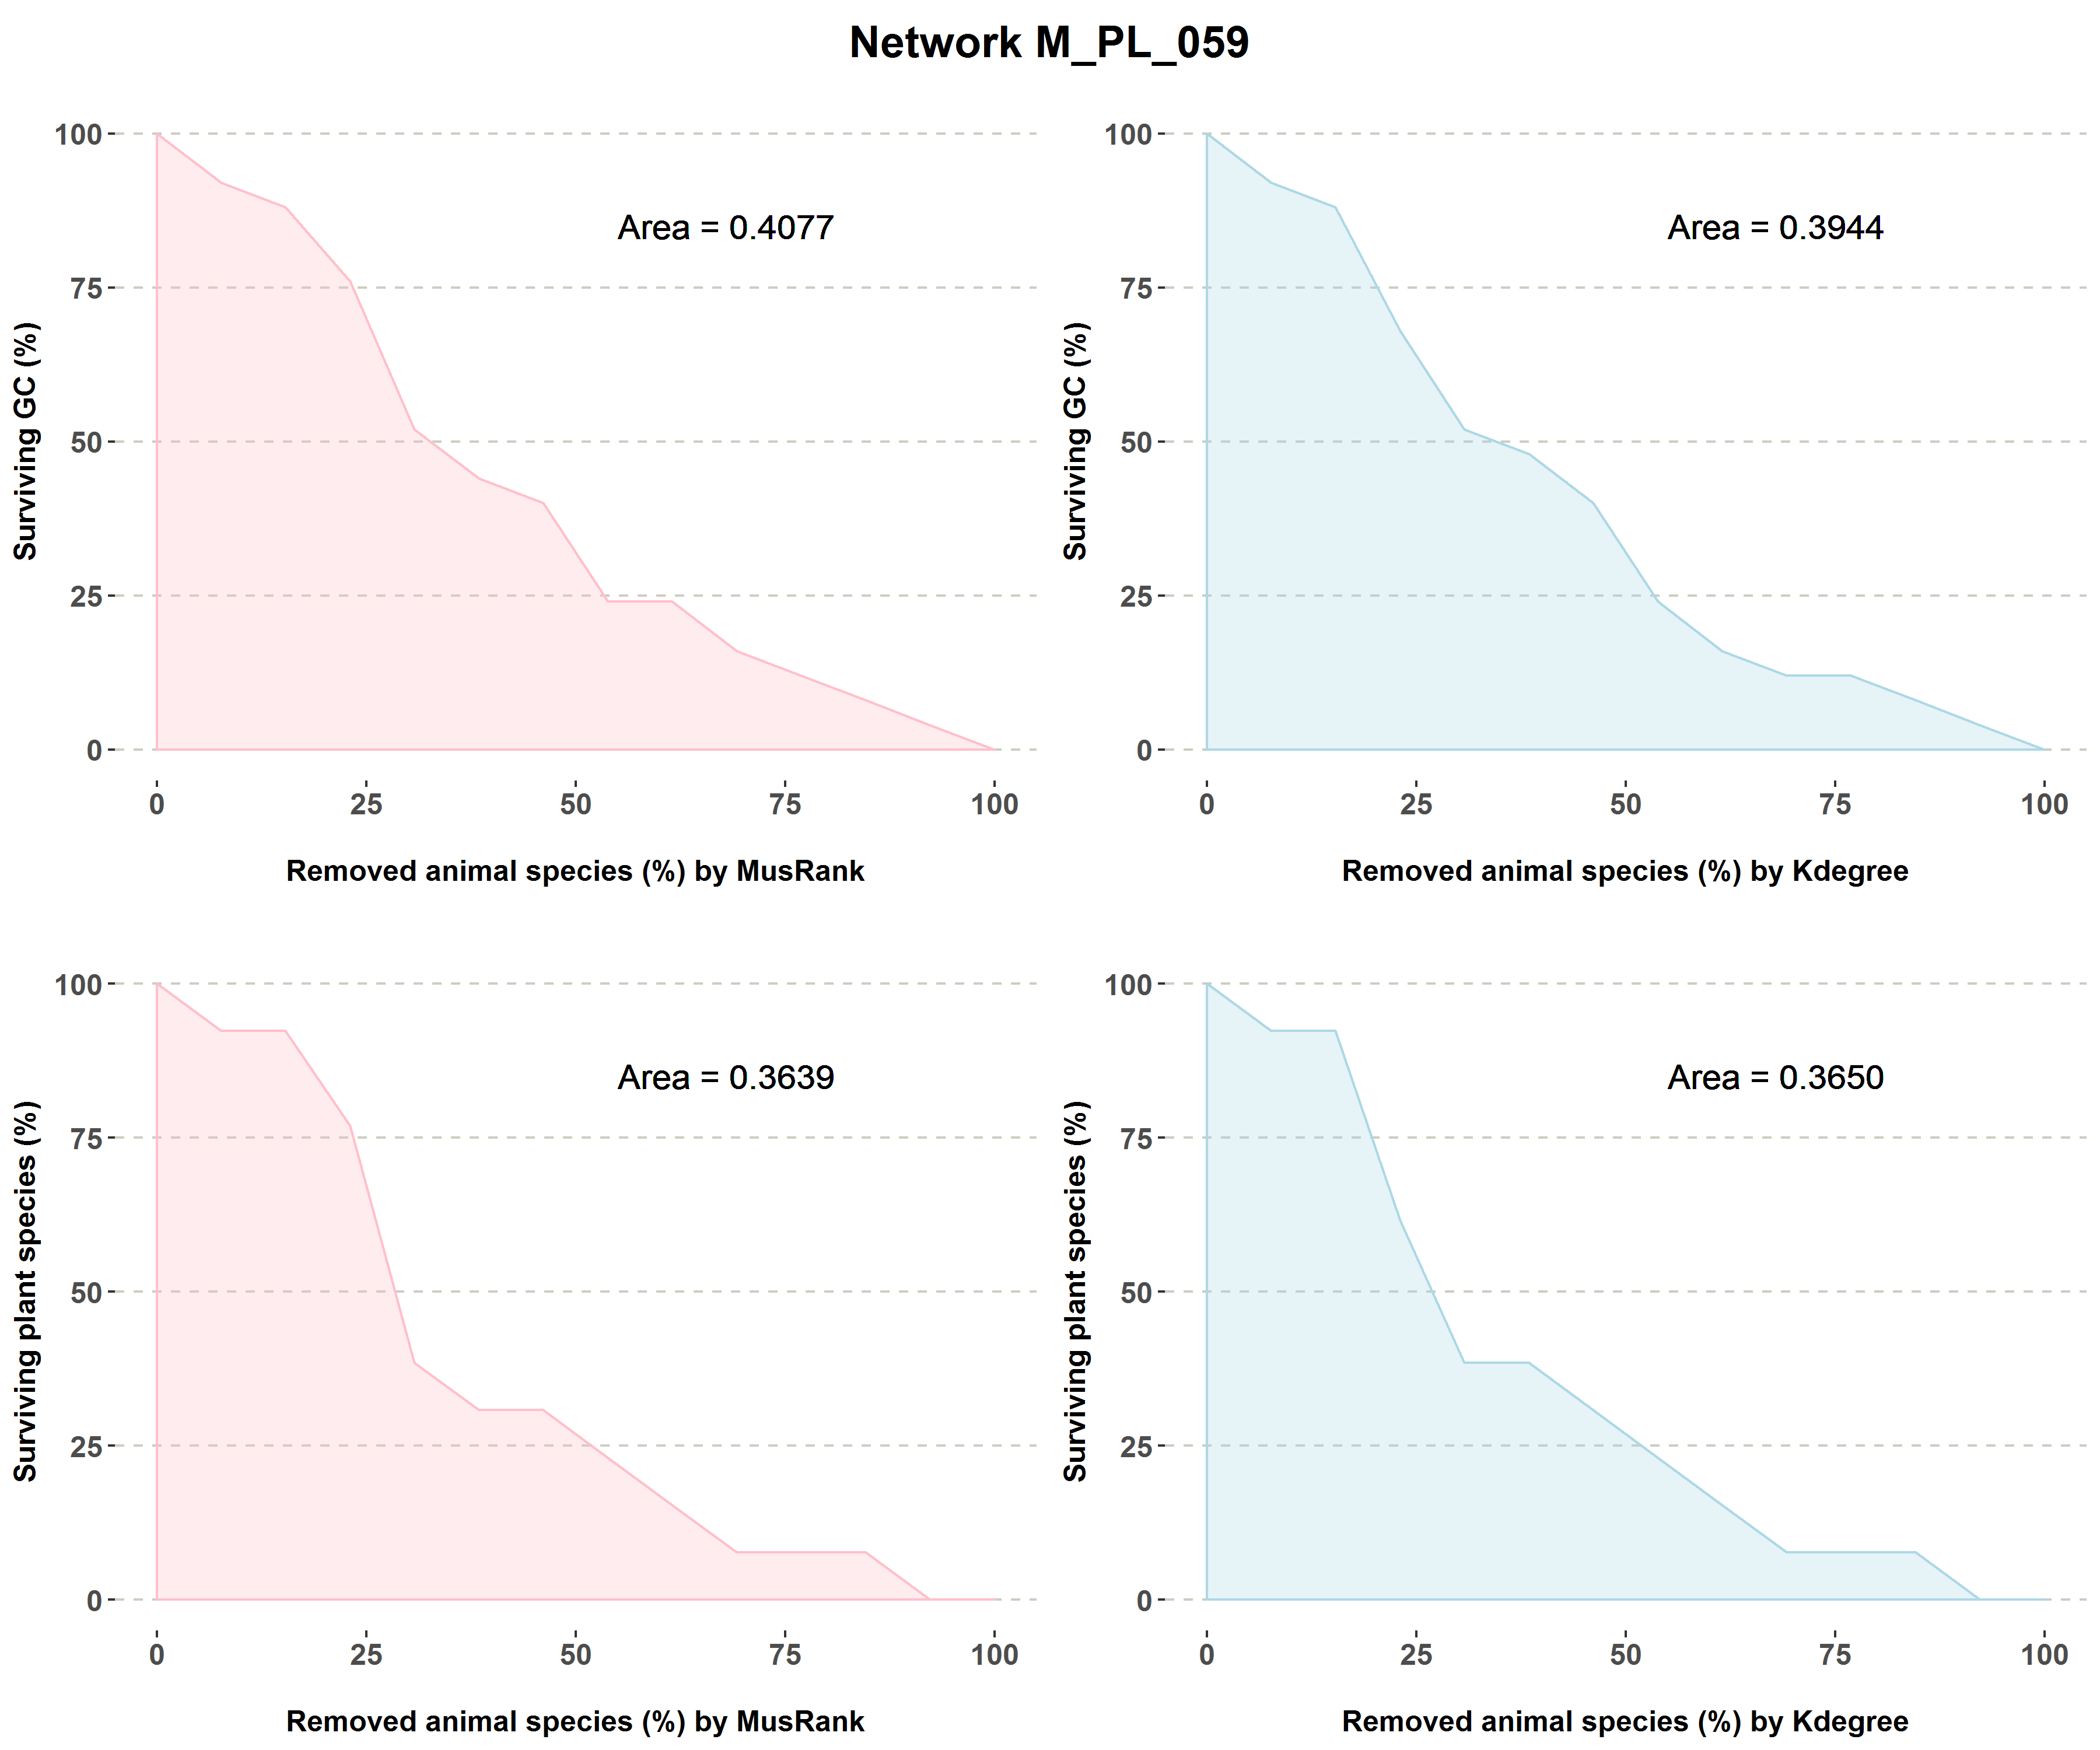 Network M_PL_059
100
75
50
25
0
Surviving GC (%)
Area = 0.4077
0 25 50 75 100
Removed animal species (%) by MusRank
100
75
50
25
0
Surviving GC (%)
Area = 0.3944
0 25 50 75 100
Removed animal species (%) by Kdegree
100
75
50
25
0
Surviving plant species (%)
Area = 0.3639
0 25 50 75 100
Removed animal species (%) by MusRank
100
75
50
25
0
Surviving plant species (%)
Area = 0.3650
0 25 50 75 100
Removed animal species (%) by Kdegree